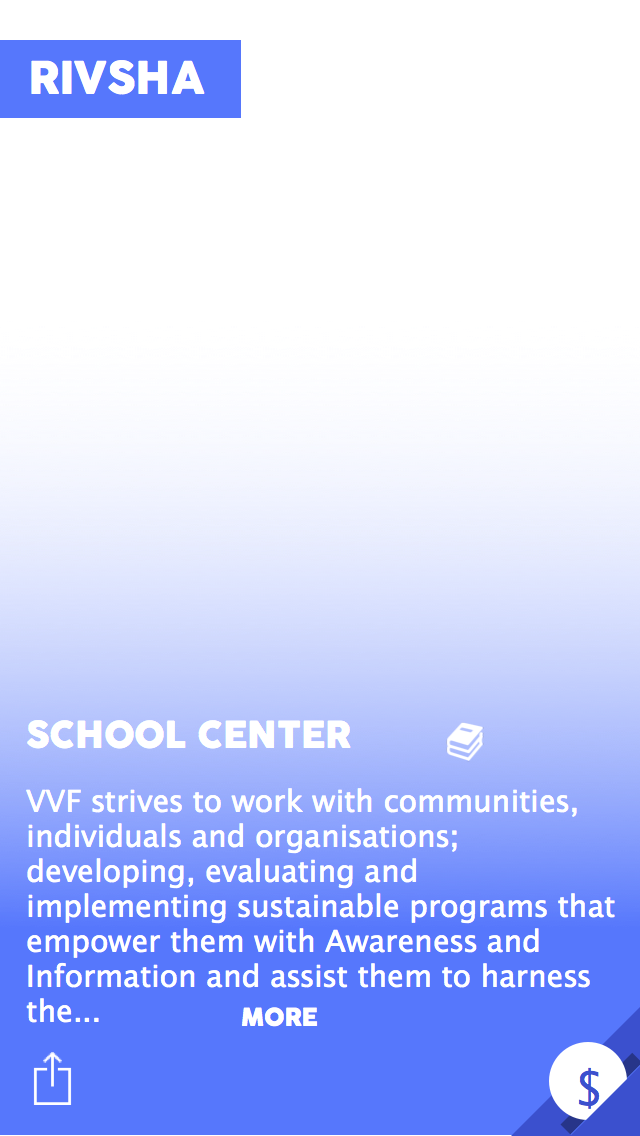 RIVSHA
SCHOOL CENTER
VVF strives to work with communities,
individuals and organisations;
developing, evaluating and
implementing sustainable programs that
empower them with Awareness and
Information and assist them to harness
the...
MORE
$